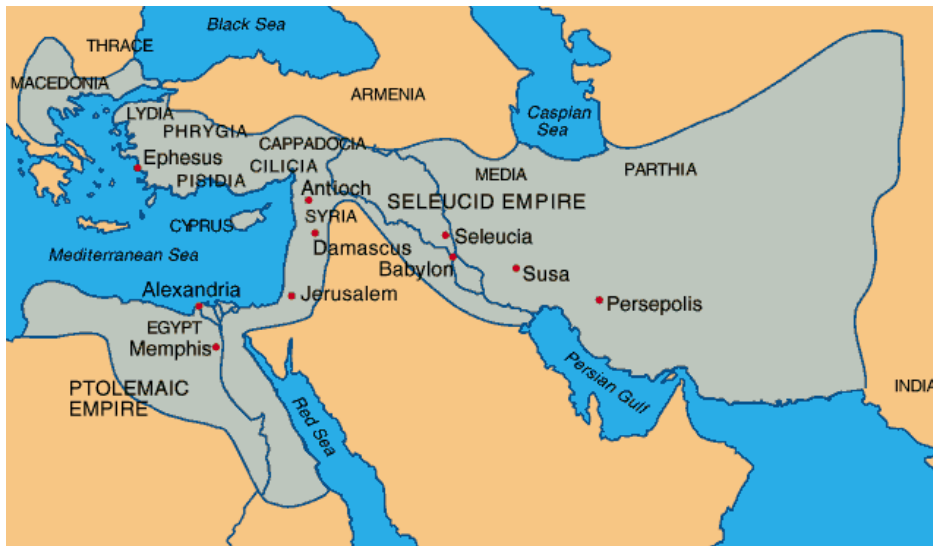 Black Sea
THRACE
MACEDONIA
ARMENIA
Caspian
Sea
LYDIA
PHRYGIA
CAPPADOCIA
Ephesus
CILICIA
PISIDIA
MEDIA
PARTHIA
Antioch
SELEUCID EMPIRE
SYRIA
CYPRUS
Seleucia
Damascus
Mediterranean Sea
Babylon
Susa
Alexandria
Jerusalem
Persepolis
EGYPT
Memphis
PTOLEMAIC
EMPIRE
Red Sea
Persian Gulf
INDIA